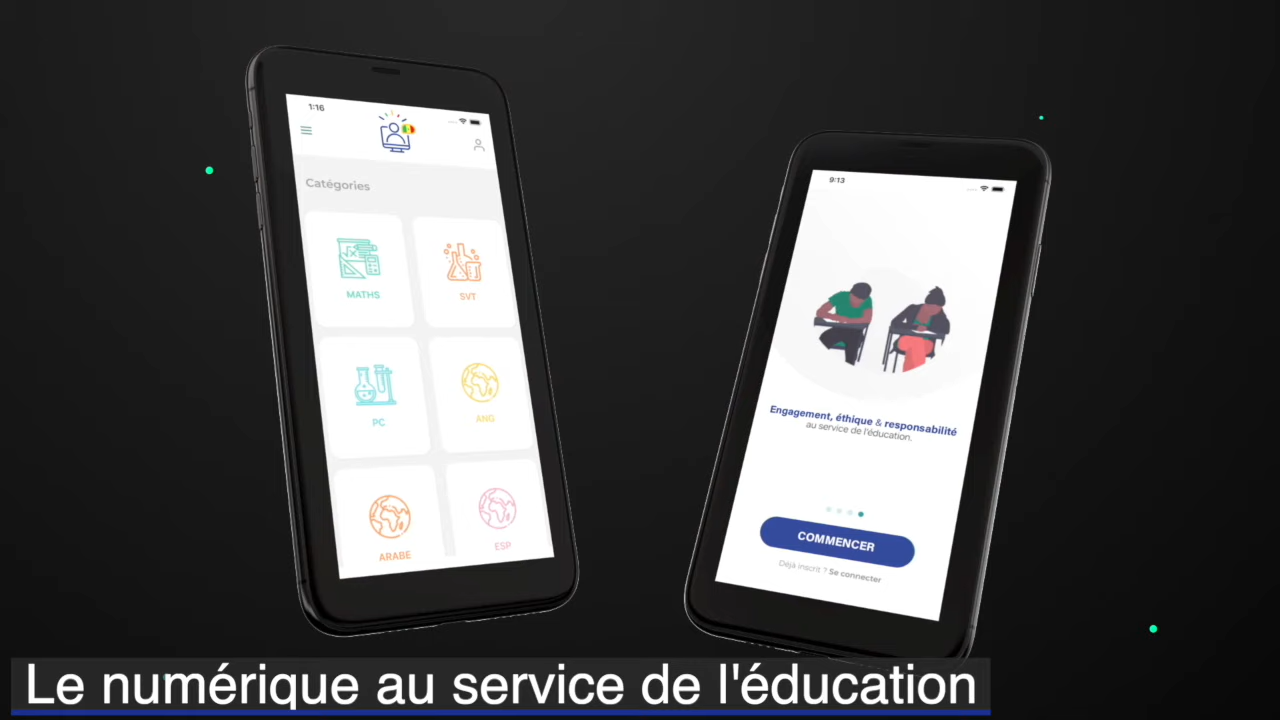 1:16
Catégories
MATHS
SVT
PC
ANG
ARABE
ESP
9:13
Engagement, éthique & responsabilité
au service de l'éducation.
COMMENCER
Déjà inscrit ? Se connecter
Le numérique au service de l'éducation